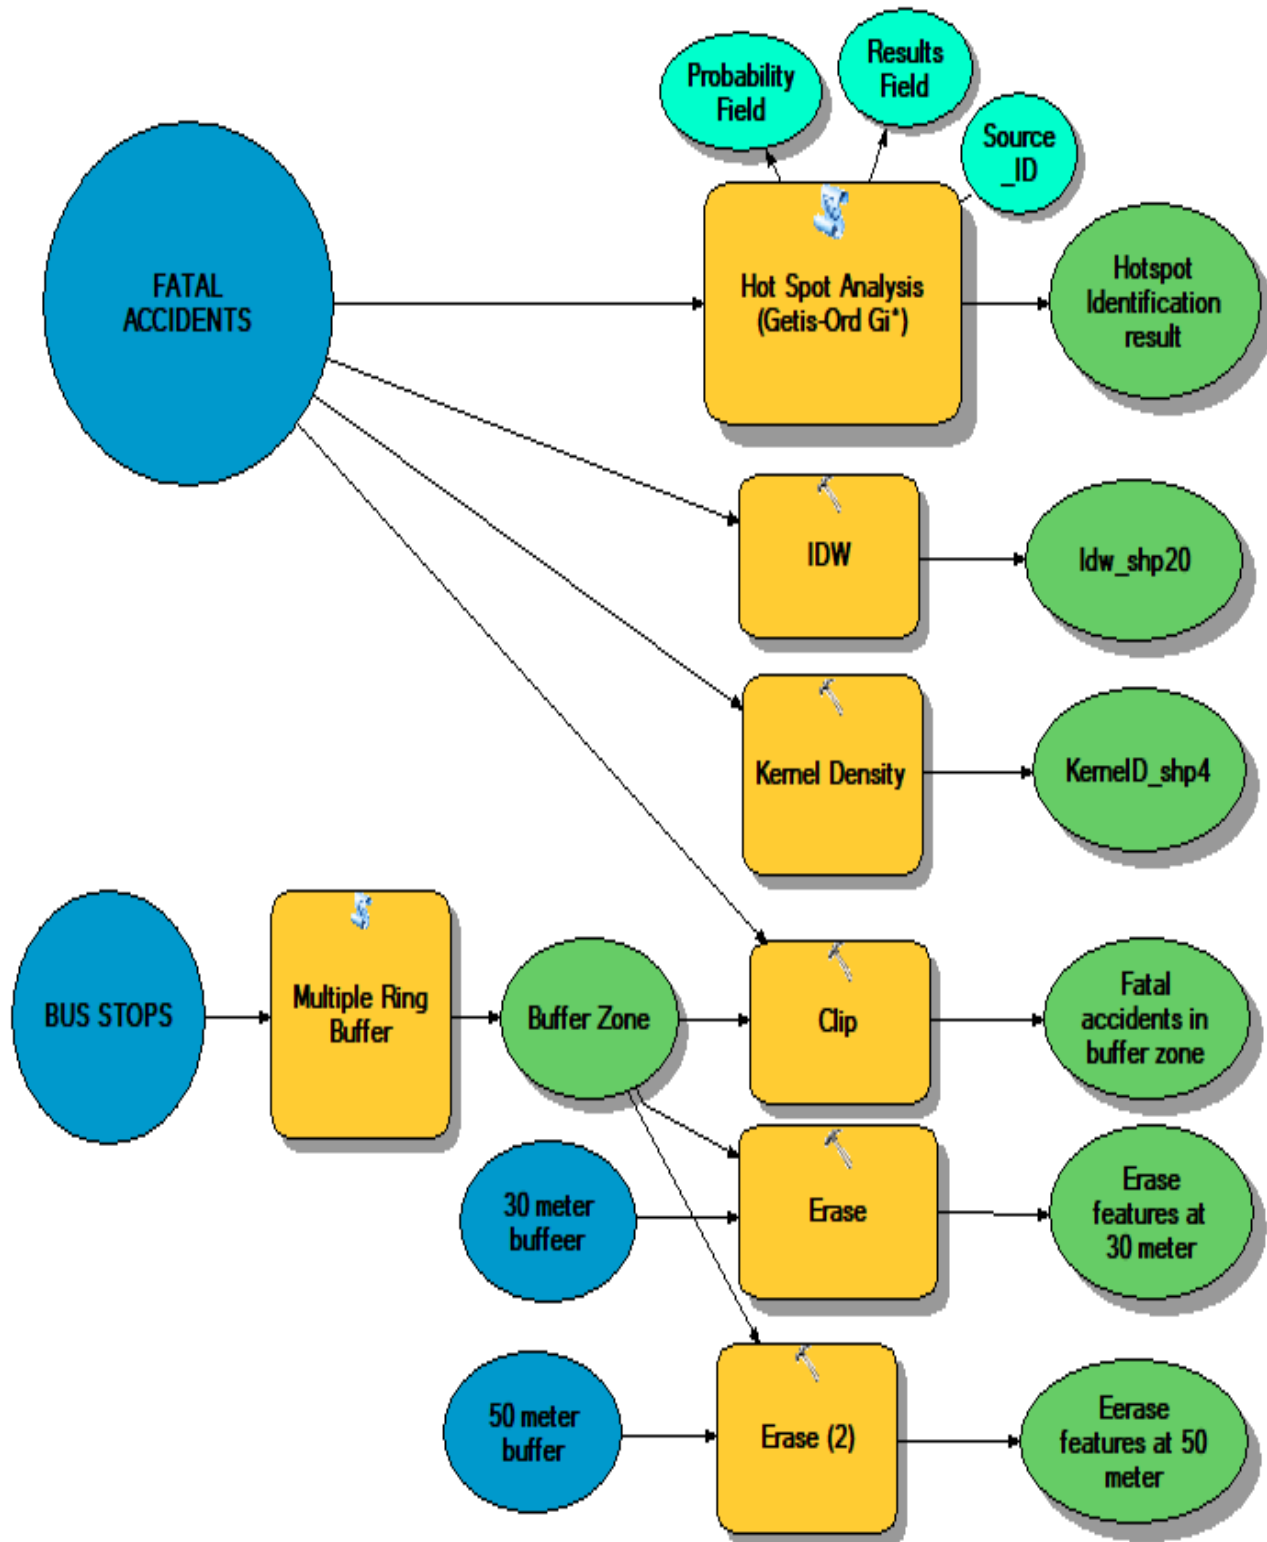 Probability
Field
Results
Field
Source
_ID
FATAL
ACCIDENTS
Hot Spot Analysis
(Getis-Ord Gi*)
Hotspot
Identification
result
IDW
Idw_shp20
Kernel Density
KernelD_shp4
BUS STOPS
Multiple Ring
Buffer
Buffer Zone
Clip
Fatal
accidents in
buffer zone
30 meter
buffeer
Erase
Erase
features at
30 meter
50 meter
buffer
Erase (2)
Eerase
features at 50
meter